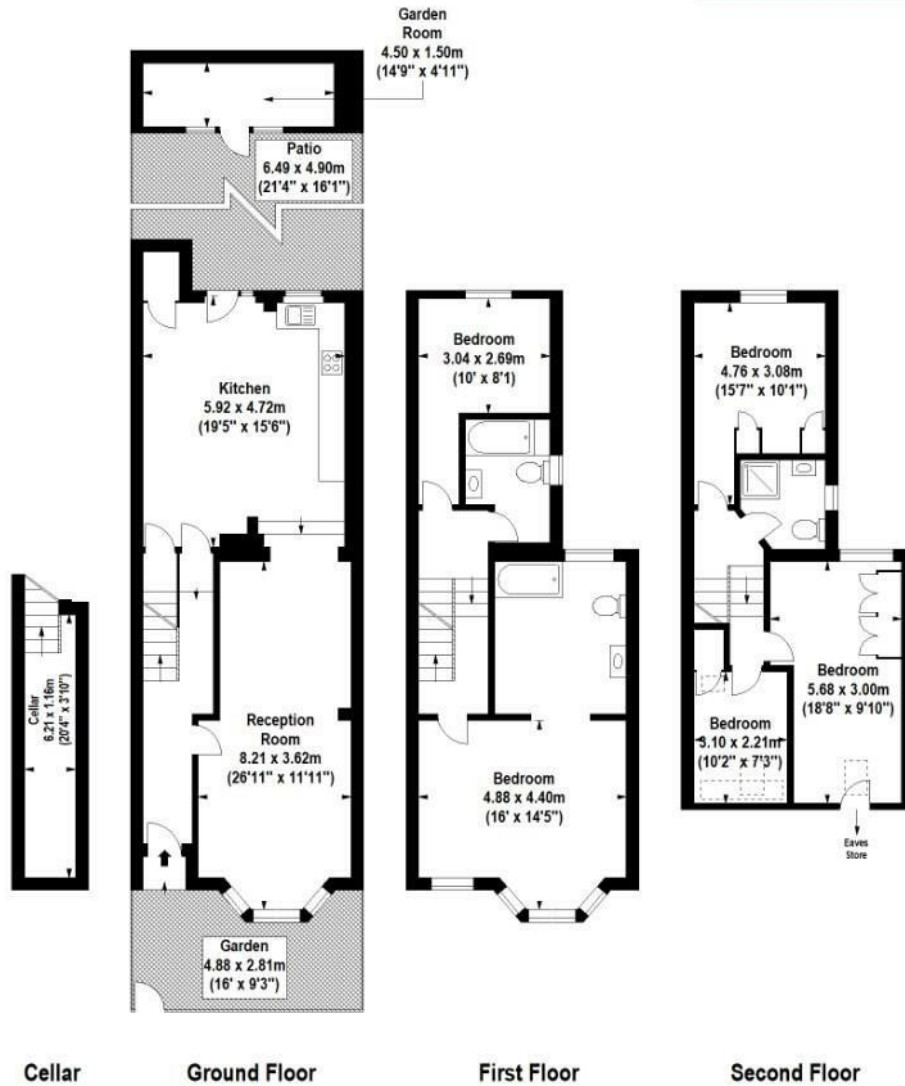 Garden
Room
4.50 x 1.50m
(14'9" x 4'11")
Patio
6.49 x 4.90m
(21'4" x 16'1")
Kitchen
5.92 x 4.72m
(19'5" x 15'6")
Cellar
6.21 x 1.16m
(20'4" x 3'10")
Reception
Room
8.21 x 3.62m
(26'11" x 11'11")
Garden
4.88 x 2.81m
(16' x 9'3")
Bedroom
3.04 x 2.69m
(10' x 8'1)
Bedroom
4.88 x 4.40m
(16' x 14'5")
Bedroom
4.76 x 3.08m
(15'7" x 10'1")
Bedroom
5.68 x 3.00m
(18'8" x 9'10")
Bedroom
3.10 x 2.21m
(10'2" x 7'3")
Eaves
Store
Cellar
Ground Floor
First Floor
Second Floor